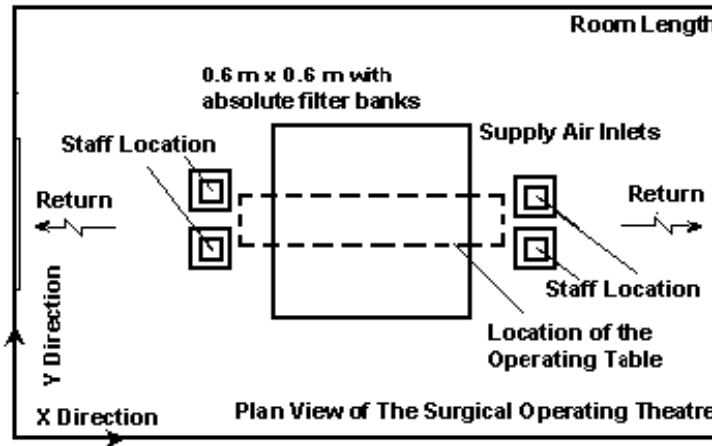 Room Length
0.6 m x 0.6 m with
absolute filter banks
Supply Air Inlets
Staff Location
Return
Return
Staff Location
Location of the
Operating Table
Y Direction
X Direction
Plan View of The Surgical Operating Theatre